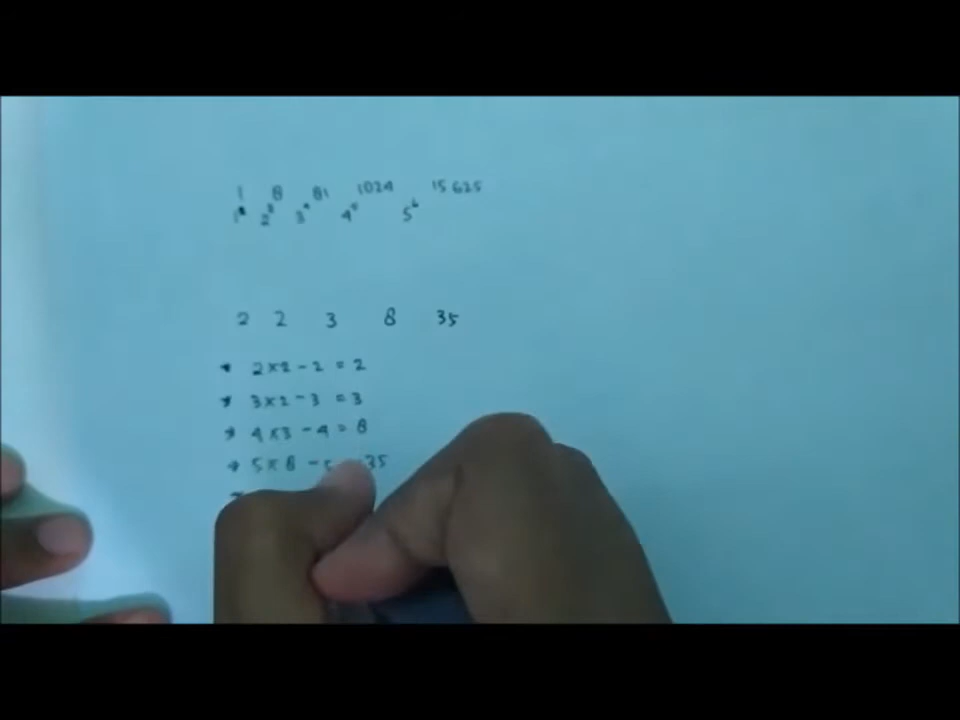 1 8 81 1024 15625
1² 2³ 3⁴ 4⁵ 5⁶
2 2 3 8 35
* 2×2-2 = 2
* 3×2-3 = 3
* 4×3-4 = 8
* 5×8- 35